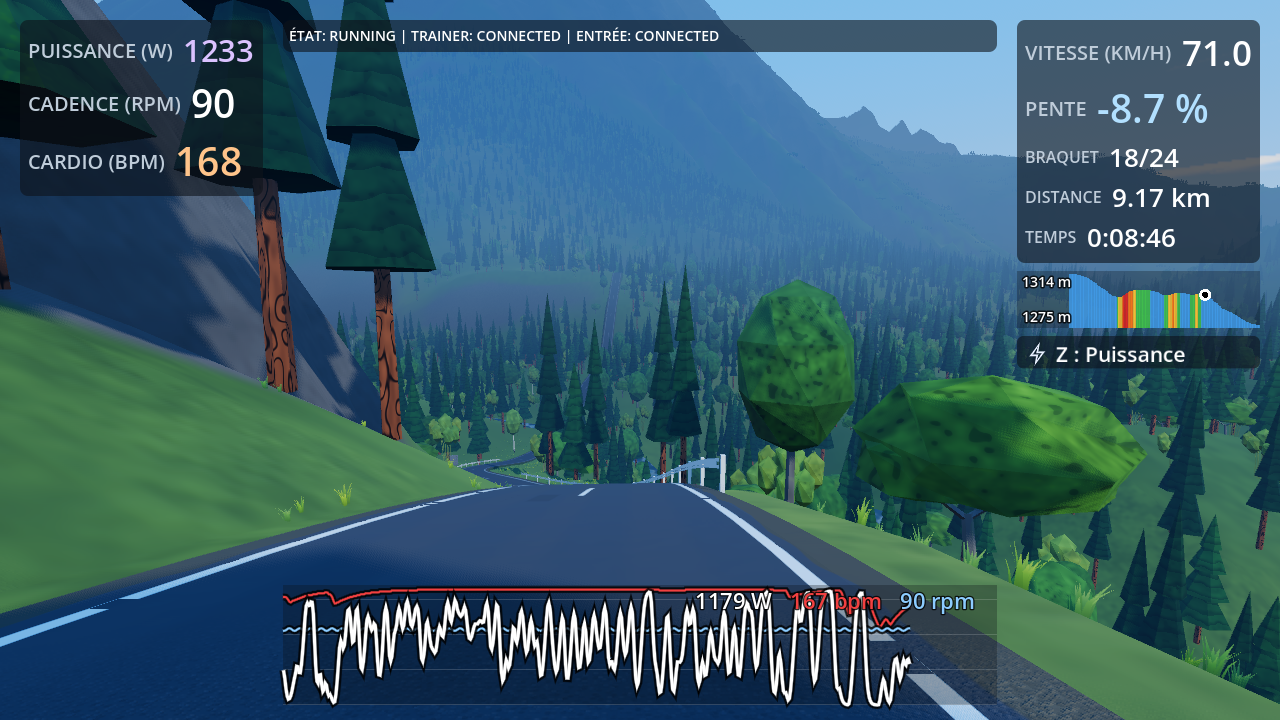 PUISSANCE (W) 1233
CADENCE (RPM) 90
CARDIO (BPM) 168
ÉTAT: RUNNING | TRAINER: CONNECTED | ENTRÉE: CONNECTED
VITESSE (KM/H) 71.0
PENTE -8.7 %
BRAQUET 18/24
DISTANCE 9.17 km
TEMPS 0:08:46
1314 m
1275 m
Z : Puissance
1179 W 167 bpm 90 rpm